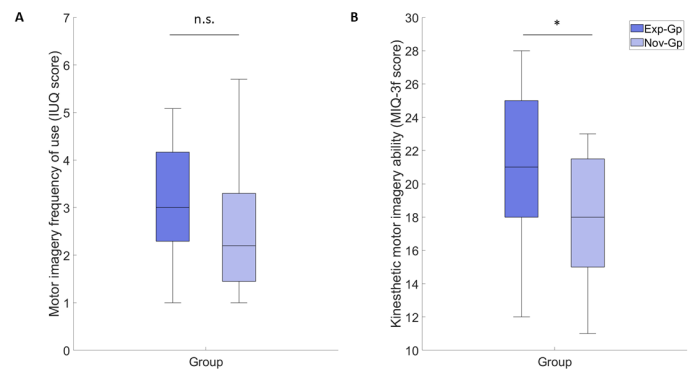 A
n.s.
Motor imagery frequency of use (IUQ score)
7
6
5
4
3
2
1
0
Group
B
*
Exp-Gp
Nov-Gp
Kinesthetic motor imagery ability (MIQ-3f score)
30
28
26
24
22
20
18
16
14
12
10
Group